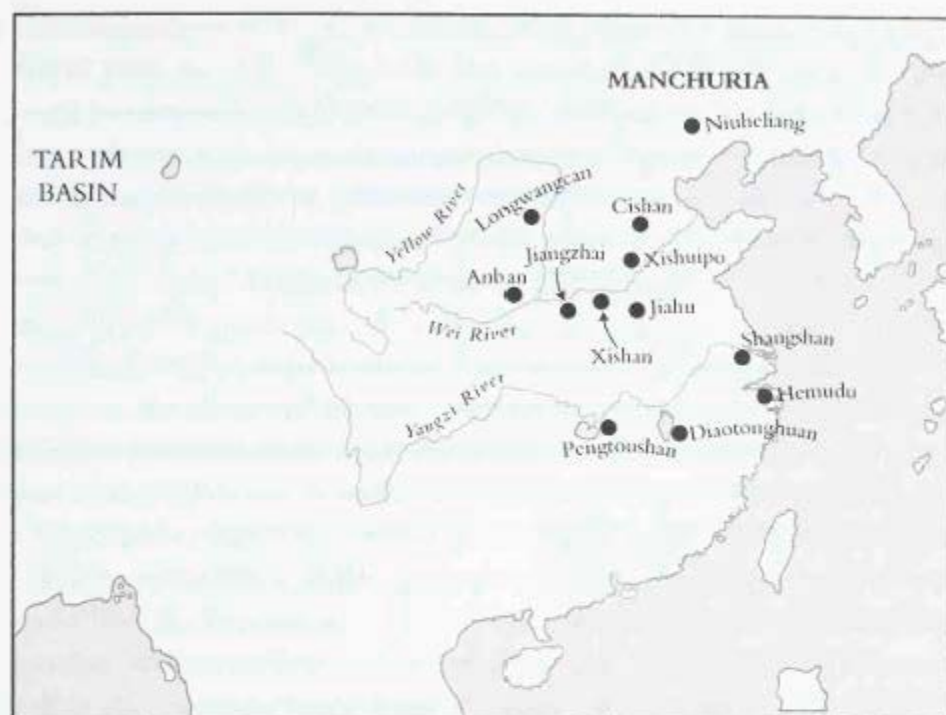 MANCHURIA
Niuheliang
TARIM
BASIN
Yellow River
Longwangcan
Cishan
Jiangzhai
Xishuipo
Anban
Jiahu
Wei River
Xishan
Shangshan
Yangzi River
Hemudu
Pengtoushan
Diaotonghuan